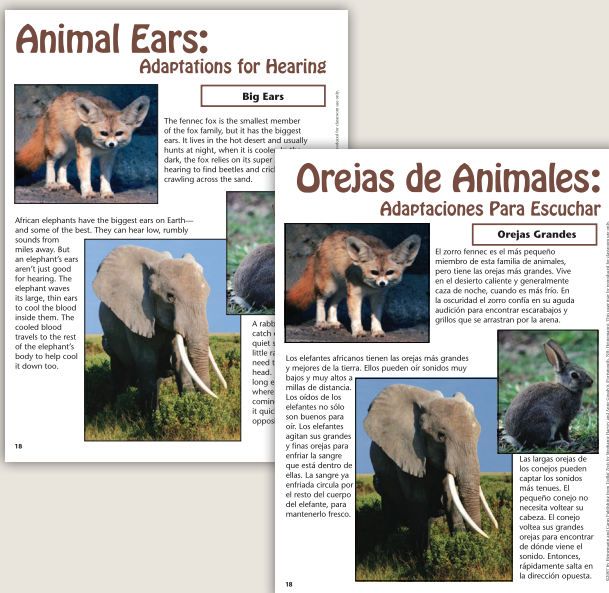 Animal Ears:
Adaptations for Hearing
Big Ears
The fennec fox is the smallest member
of the fox family, but it has the biggest
ears. It lives in the hot desert and usually
hunts at night, when it is cooler
dark, the fox relies on its super
hearing to find beetles and
crawling across the sand.
African elephants have the biggest ears on Earth—
and some of the best. They can hear low, rumbly
sounds from
miles away. But
an elephant's ears
aren't just good
for hearing. The
elephant waves
its large, thin ears
to cool the blood
inside them. The
cooled blood
travels to the rest
of the elephant's
body to help cool
it down too.
A
catch
quiet
little
need
head.
long
where
it
18
Orejas de Animales:
Adaptaciones Para Escuchar
Orejas Grandes
El zorro fennec es el más pequeño
miembro de esta familia de animales,
pero tiene las orejas más grandes. Vive
en el desierto caliente y generalmente
caza de noche, cuando es más frío. En
la oscuridad el zorro confía en su aguda
audición para encontrar escarabajos y
grillos que se arrastran por la arena.
Los elefantes africanos tienen las orejas más grandes
y mejores de la tierra. Ellos pueden oír sonidos muy
bajos y muy altos a
millas de distancia.
Los oídos de los
elefantes no sólo
son buenos para
oír. Los elefantes
agitan sus grandes
y finas orejas para
enfriar la sangre
que está dentro de
ellas. La sangre ya
enfriada circula por
el resto del cuerpo
del elefante, para
mantenerlo fresco.
Las largas orejas de
los conejos pueden
captar los sonidos
más tenues. El
pequeño conejo no
necesita voltear su
cabeza. El conejo
voltea sus grandes
orejas para encontrar
de dónde viene el
sonido. Entonces,
rápidamente salta en
la dirección opuesta.
18